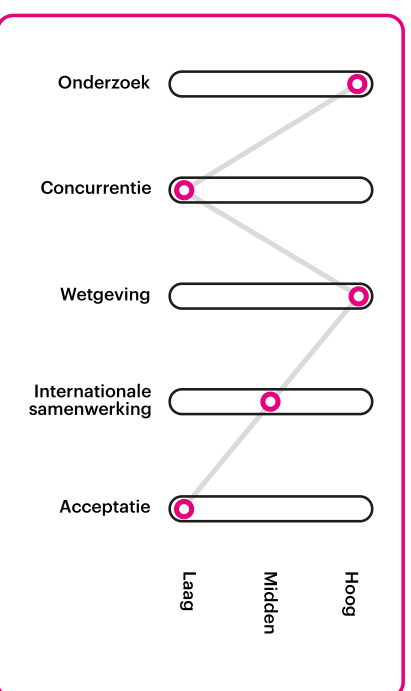 Onderzoek
Concurrentie
Wetgeving
Internationale
samenwerking
Acceptatie
Laag
Midden
Hoog